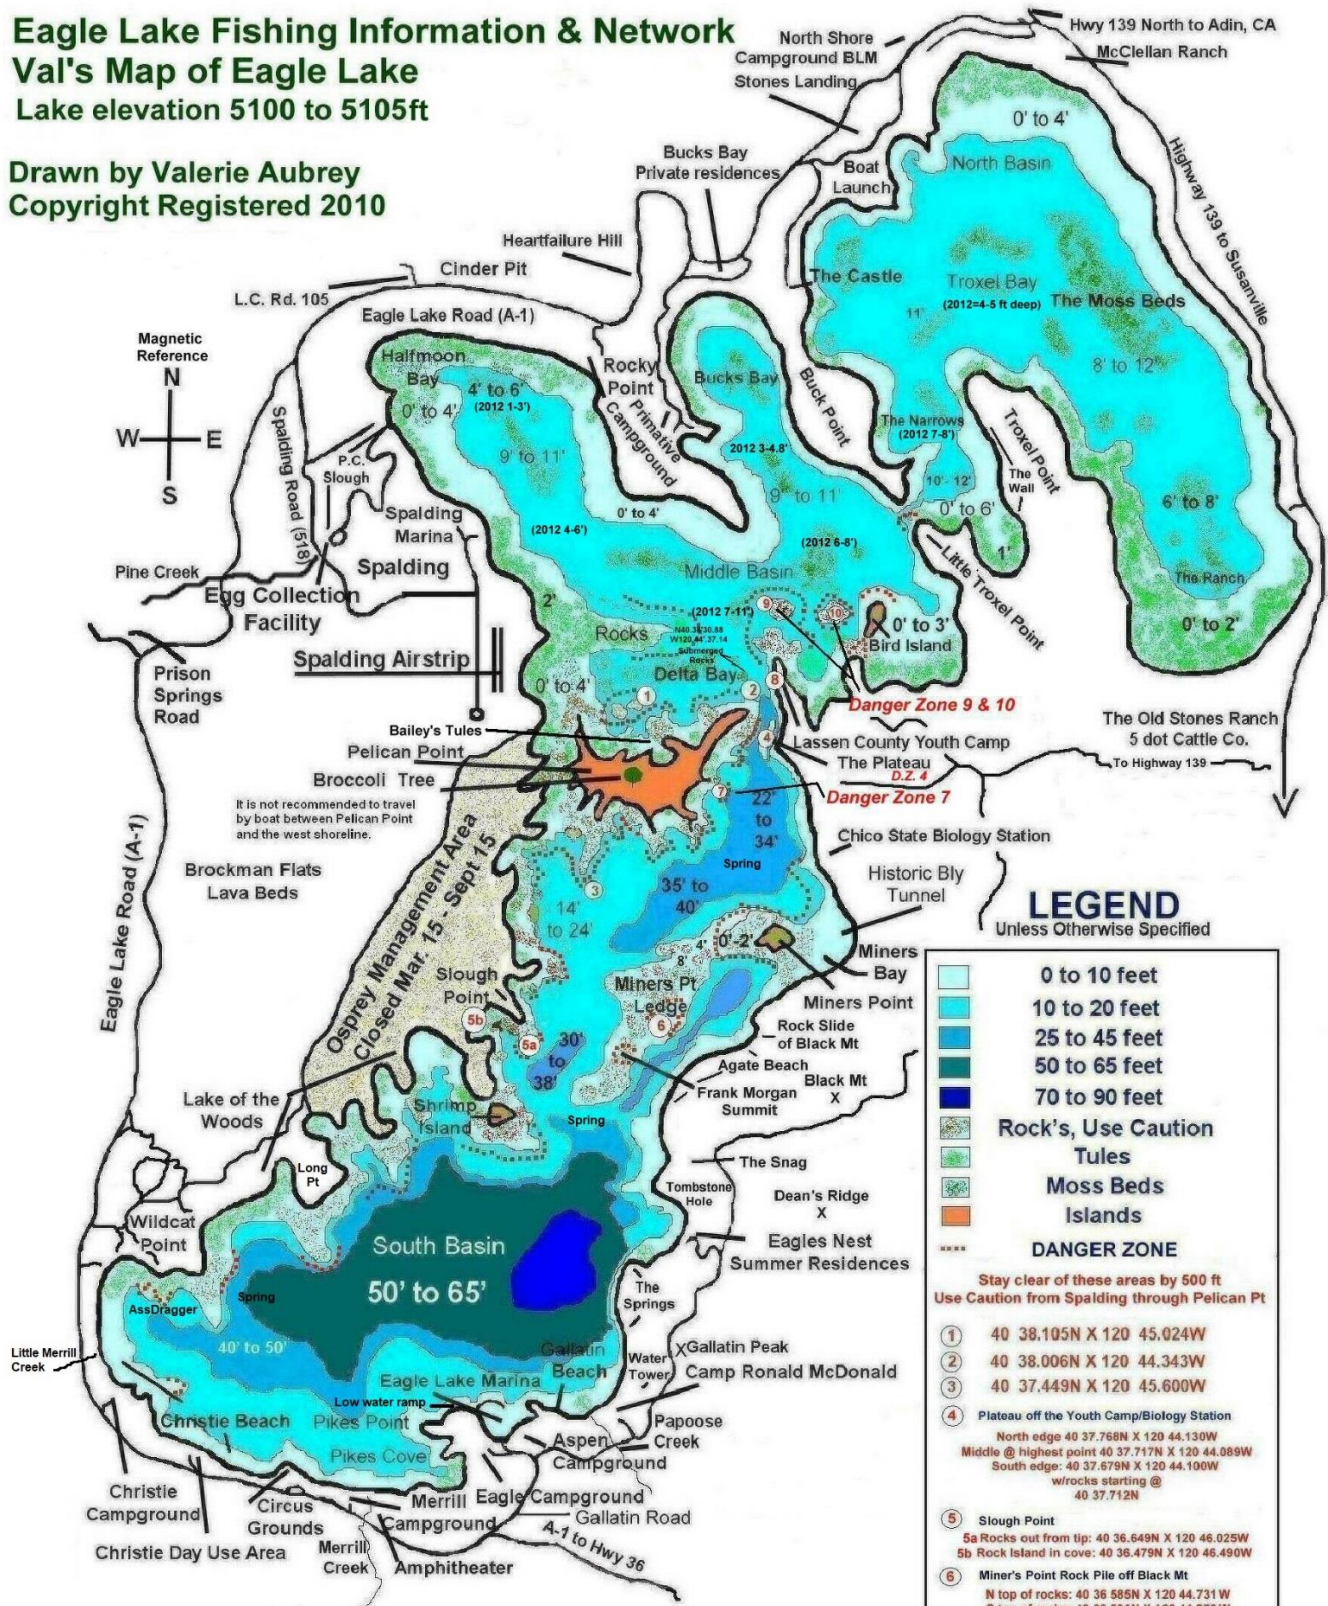 Eagle Lake Fishing Information & Network
Val's Map of Eagle Lake
Lake elevation 5100 to 5105ft
Drawn by Valerie Aubrey
Copyright Registered 2010
North Shore
Campground BLM
Stones Landing
Hwy 139 North to Adin, CA
McClellan Ranch
Highway 139 to Susanville
0' to 4'
North Basin
Boat
Launch
Bucks Bay
Private residences
Heartfailure Hill
Cinder Pit
L.C. Rd. 105
Eagle Lake Road (A-1)
The Castle
Troxel Bay
(2012=4-5 ft deep)
The Moss Beds
11'
8' to 12'
Magnetic
Reference
N
W
E
S
Halfmoon
Bay
4' to 6'
(2012 1-3')
0' to 4'
9' to 11'
Rocky
Point
Primative
Campground
Bucks Bay
Buck Point
2012 3-4.8'
The Narrows
(2012 7-8')
Troxel Point
The
Wall
10'- 12'
0' to 6'
1'
6' to 8'
The Ranch
0' to 2'
Spalding Road (518)
P.C.
Slough
Spalding
Marina
Spalding
Pine Creek
Egg Collection
Facility
0' to 4'
(2012 4-6')
9' to 11'
(2012 6-8')
Middle Basin
Little Troxel Point
2'
(2012 7-11')
9
10
0' to 3'
Bird Island
Rocks
Submerged
Rocks
Delta Bay
Spalding Airstrip
Prison
Springs
Road
0' to 4'
1
2
8
4
Danger Zone 9 & 10
Bailey's Tules
Pelican Point
Broccoli Tree
It is not recommended to travel
by boat between Pelican Point
and the west shoreline.
Lassen County Youth Camp
The Plateau
D.Z. 4
7
Danger Zone 7
The Old Stones Ranch
5 dot Cattle Co.
To Highway 139
22'
to
34'
Spring
Chico State Biology Station
Historic Bly
Tunnel
Eagle Lake Road (A-1)
Brockman Flats
Lava Beds
Osprey Management Area
Closed Mar. 15 - Sept 15
3
35' to
40'
14'
to 24'
4'
0'-2'
8'
Miners
Bay
Miners Point
Slough
Point
5b
5a
Miners Pt
Ledge
6
30'
to
38'
Rock Slide
of Black Mt
Agate Beach
Black Mt
X
Frank Morgan
Summit
Lake of the
Woods
Shrimp
Island
Spring
Long
Pt
The Snag
Tombstone
Hole
Dean's Ridge
X
Eagles Nest
Summer Residences
Wildcat
Point
South Basin
50' to 65'
Spring
AssDragger
The
Springs
Little Merrill
Creek
40' to 50'
Gallatin
Beach
Water
Tower
XGallatin Peak
Camp Ronald McDonald
Eagle Lake Marina
Low water ramp
Christie Beach
Pikes Point
Pikes Cove
Aspen
Campground
Papoose
Creek
Christie
Campground
Circus
Grounds
Merrill
Campground
Eagle Campground
Gallatin Road
Christie Day Use Area
Merrill
Creek
Amphitheater
A-1 to Hwy 36
LEGEND
Unless Otherwise Specified
0 to 10 feet
10 to 20 feet
25 to 45 feet
50 to 65 feet
70 to 90 feet
Rock's, Use Caution
Tules
Moss Beds
Islands
DANGER ZONE
Stay clear of these areas by 500 ft
Use Caution from Spalding through Pelican Pt
1 40 38.105N X 120 45.024W
2 40 38.006N X 120 44.343W
3 40 37.449N X 120 45.600W
4 Plateau off the Youth Camp/Biology Station
North edge 40 37.768N X 120 44.130W
Middle @ highest point 40 37.717N X 120 44.089W
South edge: 40 37.679N X 120 44.100W
w/rocks starting @
40 37.712N
5 Slough Point
5a Rocks out from tip: 40 36.649N X 120 46.025W
5b Rock Island in cove: 40 36.479N X 120 46.490W
6 Miner's Point Rock Pile off Black Mt
N top of rocks: 40 36 585N X 120 44.731 W